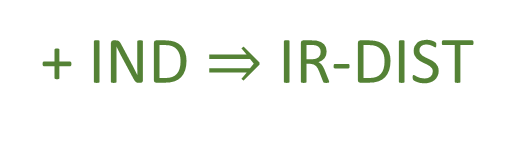 + IND ⇒ IR-DIST